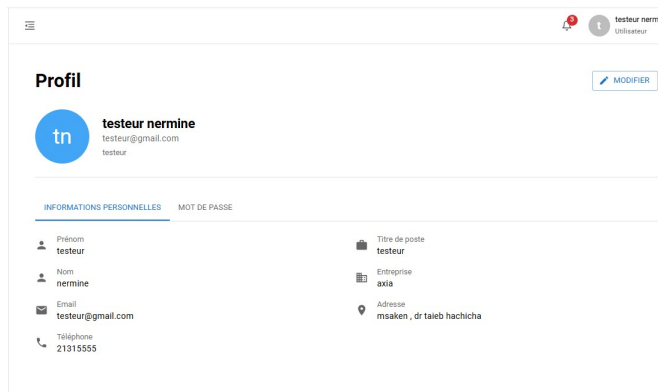 3
t
testeur nerm
Utilisateur
Profil
MODIFIER
tn
testeur nermine
testeur@gmail.com
testeur
INFORMATIONS PERSONNELLES
MOT DE PASSE
Prénom
testeur
Titre de poste
testeur
Nom
nermine
Entreprise
axia
Email
testeur@gmail.com
Adresse
msaken , dr taieb hachicha
Téléphone
21315555